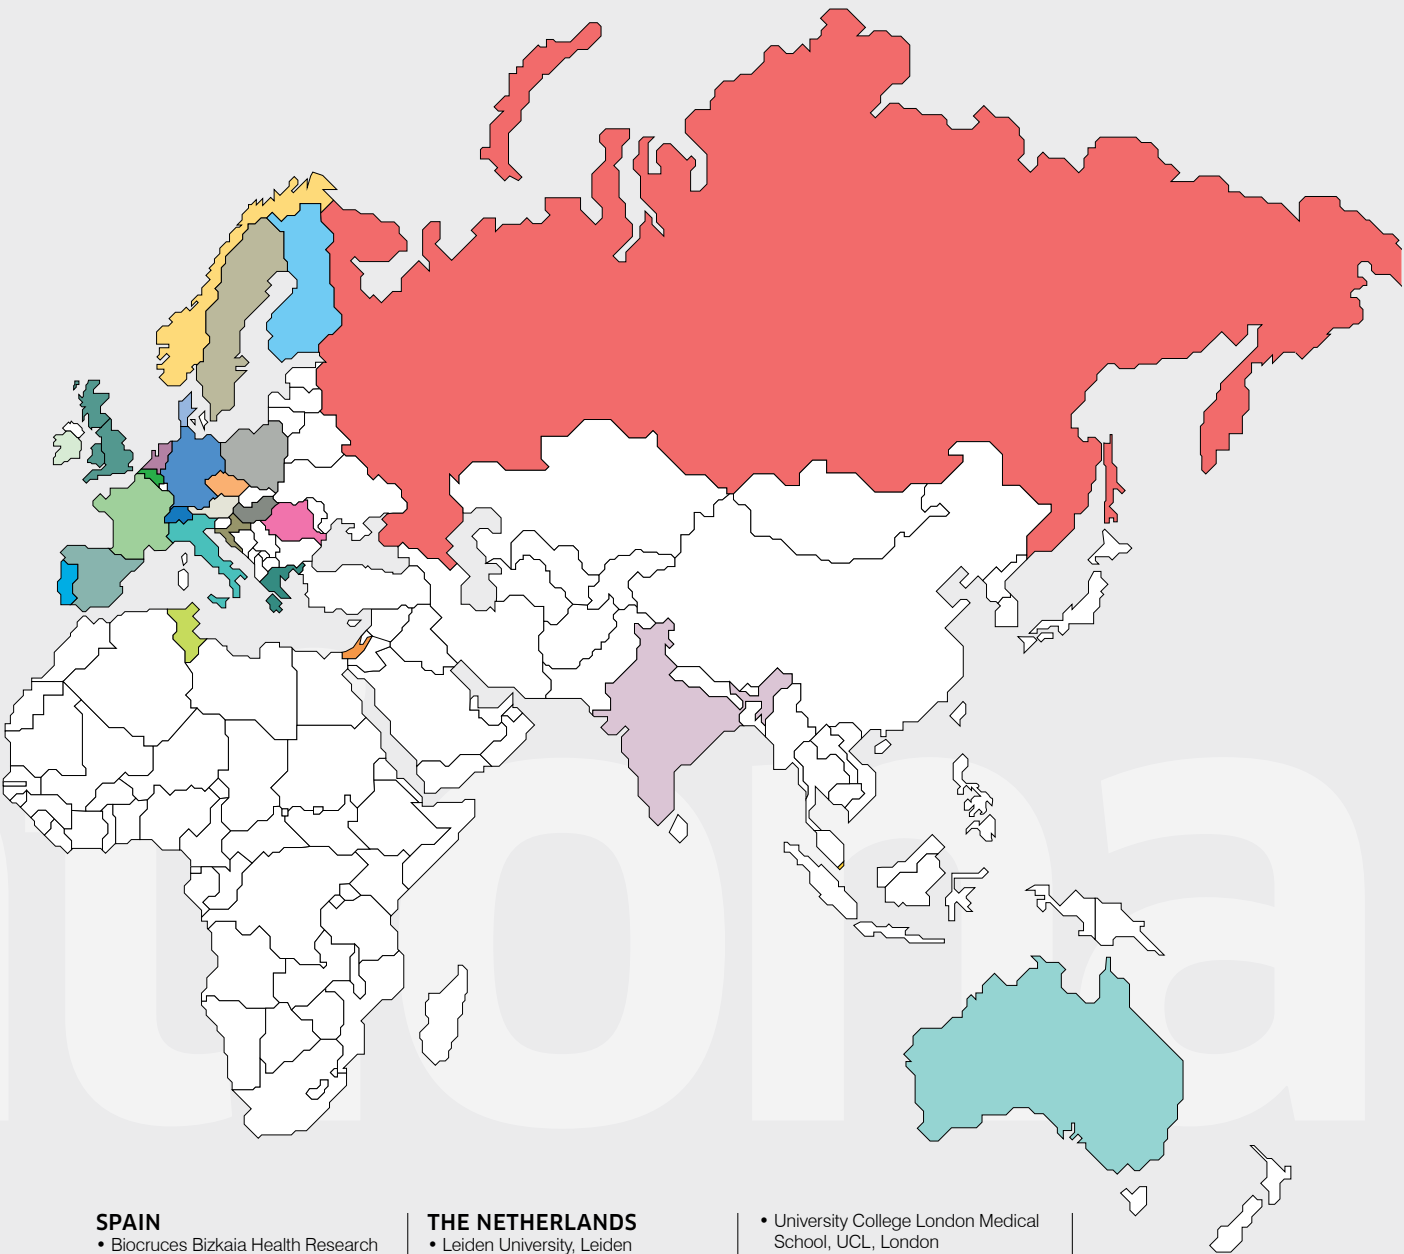 SPAIN
• Biocruces Bizkaia Health Research
THE NETHERLANDS
• Leiden University, Leiden
• University College London Medical
School, UCL, London